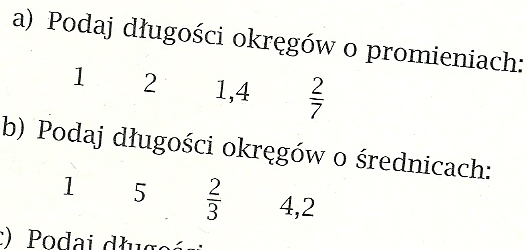 a) Podaj długości okręgów o promieniach:
1 2 1,4 2/7
b) Podaj długości okręgów o średnicach:
1 5 2/3 4,2
c) Podaj